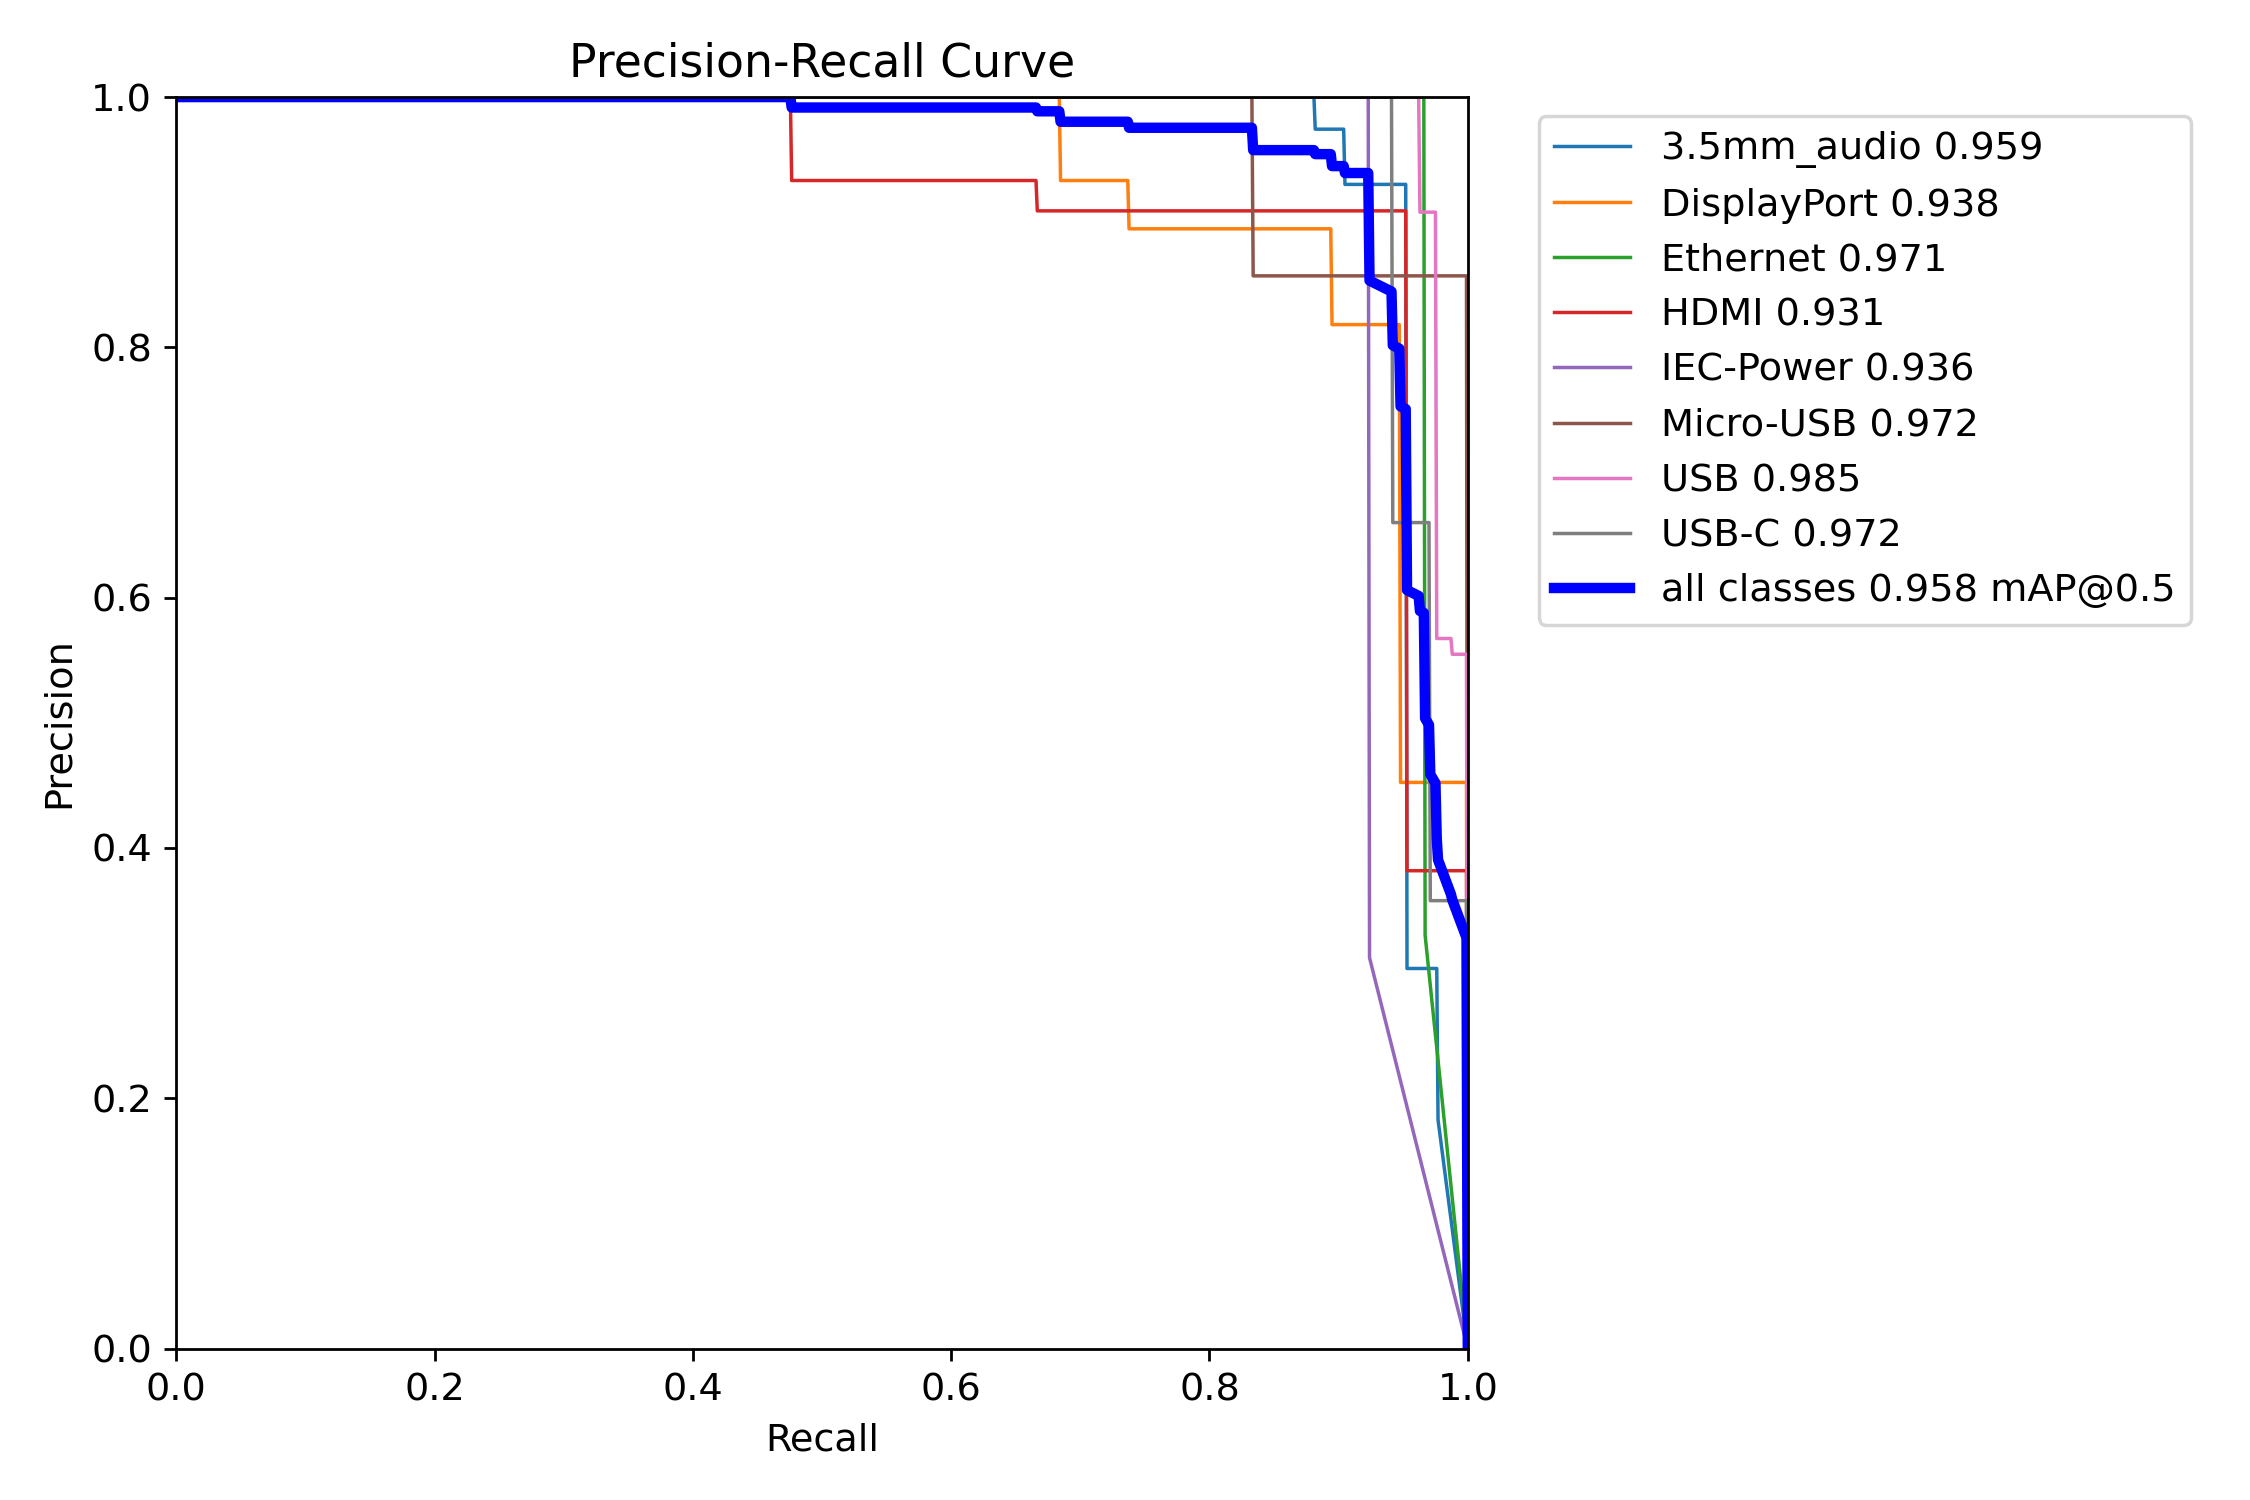 Precision-Recall Curve
1.0
0.8
0.6
0.4
0.2
0.0
Precision
0.0 0.2 0.4 0.6 0.8 1.0
Recall
3.5mm_audio 0.959
DisplayPort 0.938
Ethernet 0.971
HDMI 0.931
IEC-Power 0.936
Micro-USB 0.972
USB 0.985
USB-C 0.972
all classes 0.958 mAP@0.5